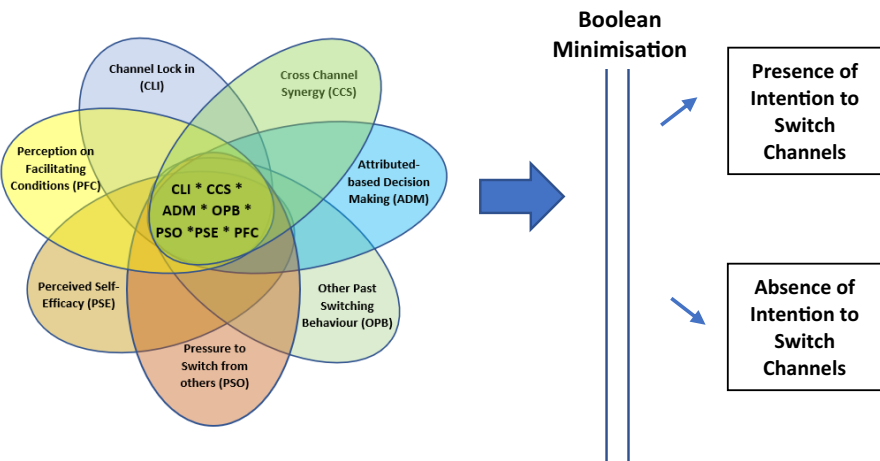 Channel Lock in
(CLI)
Cross Channel
Synergy (CCS)
Perception on
Facilitating
Conditions (PFC)
Attributed-
based Decision
Making (ADM)
CLI * CCS *
ADM * OPB *
PSO *PSE * PFC
Perceived Self-
Efficacy (PSE)
Other Past
Switching
Behaviour (OPB)
Pressure to
Switch from
others (PSO)
Boolean
Minimisation
Presence of
Intention to
Switch
Channels
Absence of
Intention to
Switch
Channels